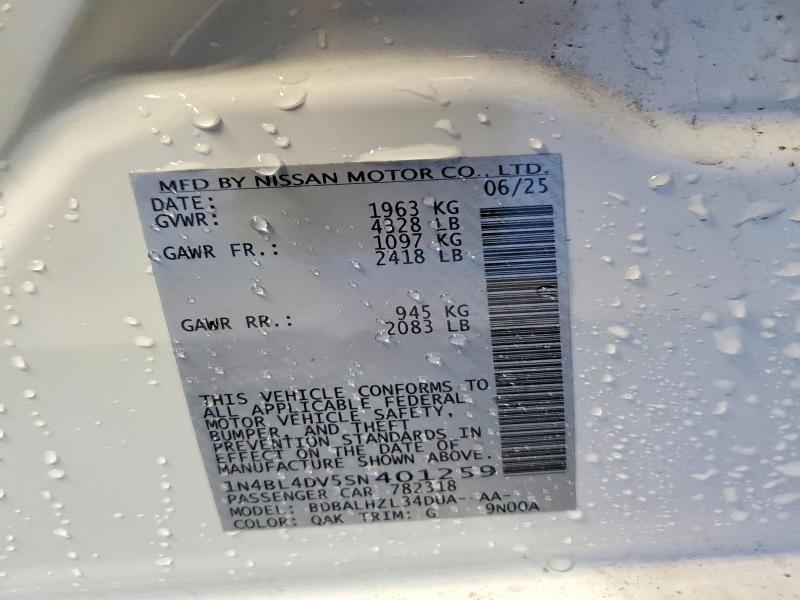 MFD BY NISSAN MOTOR CO., LTD.
DATE: 06/25
GVWR: 1963 KG
4328 LB
GAWR FR.: 1097 KG
2418 LB
GAWR RR.: 945 KG
2083 LB
THIS VEHICLE CONFORMS TO
ALL APPLICABLE FEDERAL
MOTOR VEHICLE SAFETY,
BUMPER, AND THEFT
PREVENTION STANDARDS IN
EFFECT ON THE DATE OF
MANUFACTURE SHOWN ABOVE.
1N4BL4DV5SN401259
PASSENGER CAR 782318
MODEL: BDBALHZL34DUA--AA-
COLOR: QAK TRIM: G 9N00A